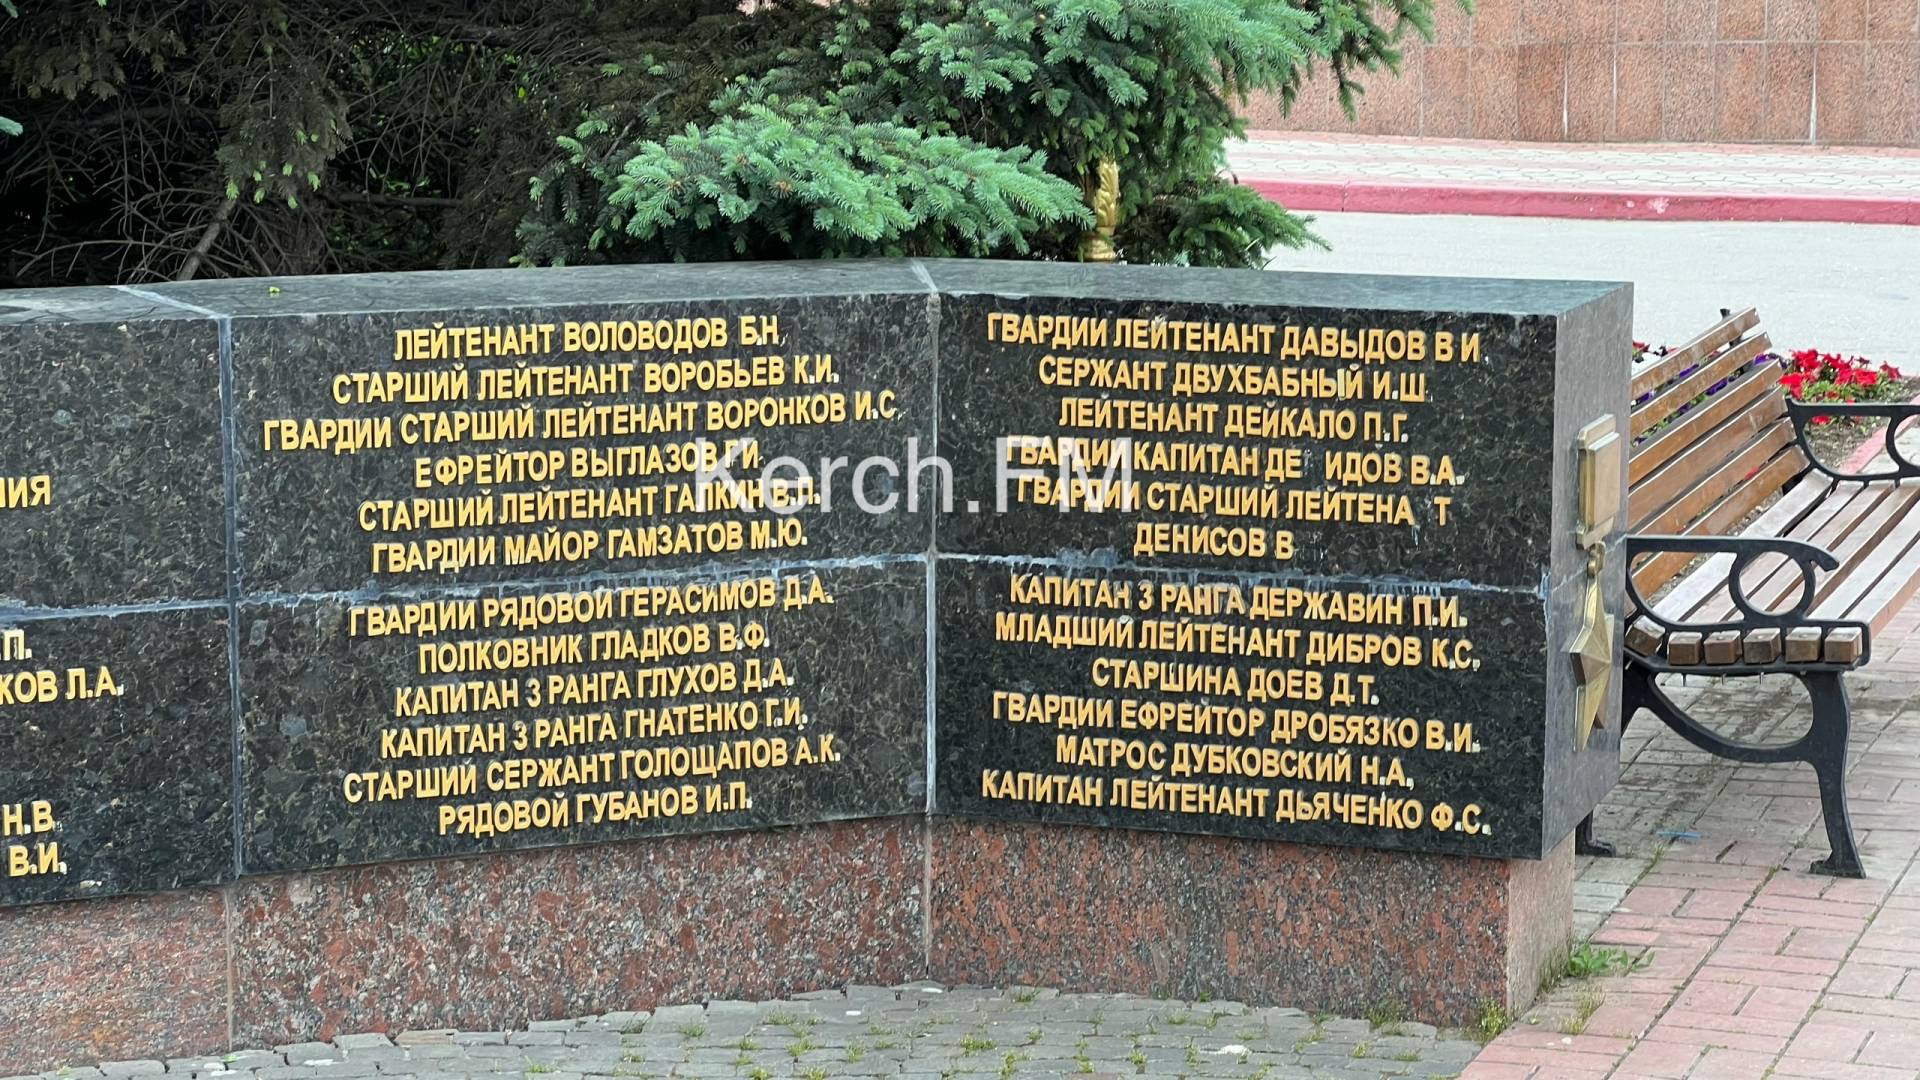 НИЯ
.П.
КОВ Л.А.
Н.В.
В.И.
ЛЕЙТЕНАНТ ВОЛОВОДОВ Б.Н.
СТАРШИЙ ЛЕЙТЕНАНТ ВОРОБЬЕВ К.И.
ГВАРДИИ СТАРШИЙ ЛЕЙТЕНАНТ ВОРОНКОВ И.С.
ЕФРЕЙТОР ВЫГЛАЗОВ Г.И.
СТАРШИЙ ЛЕЙТЕНАНТ ГАЛКИН В.П.
ГВАРДИИ МАЙОР ГАМЗАТОВ М.Ю.
ГВАРДИИ РЯДОВОЙ ГЕРАСИМОВ Д.А.
ПОЛКОВНИК ГЛАДКОВ В.Ф.
КАПИТАН 3 РАНГА ГЛУХОВ Д.А.
КАПИТАН 3 РАНГА ГНАТЕНКО Г.И.
СТАРШИЙ СЕРЖАНТ ГОЛОЩАПОВ А.К.
РЯДОВОЙ ГУБАНОВ И.П.
ГВАРДИИ ЛЕЙТЕНАНТ ДАВЫДОВ В И
СЕРЖАНТ ДВУХБАБНЫЙ И.Ш.
ЛЕЙТЕНАНТ ДЕЙКАЛО П.Г.
ГВАРДИИ КАПИТАН ДЕ ИДОВ В.А.
ГВАРДИИ СТАРШИЙ ЛЕЙТЕНА Т
ДЕНИСОВ В
КАПИТАН 3 РАНГА ДЕРЖАВИН П.И.
МЛАДШИЙ ЛЕЙТЕНАНТ ДИБРОВ К.С.
СТАРШИНА ДОЕВ Д.Т.
ГВАРДИИ ЕФРЕЙТОР ДРОБЯЗКО В.И.
МАТРОС ДУБКОВСКИЙ Н.А.
КАПИТАН ЛЕЙТЕНАНТ ДЬЯЧЕНКО Ф.С.
Kerch.FM